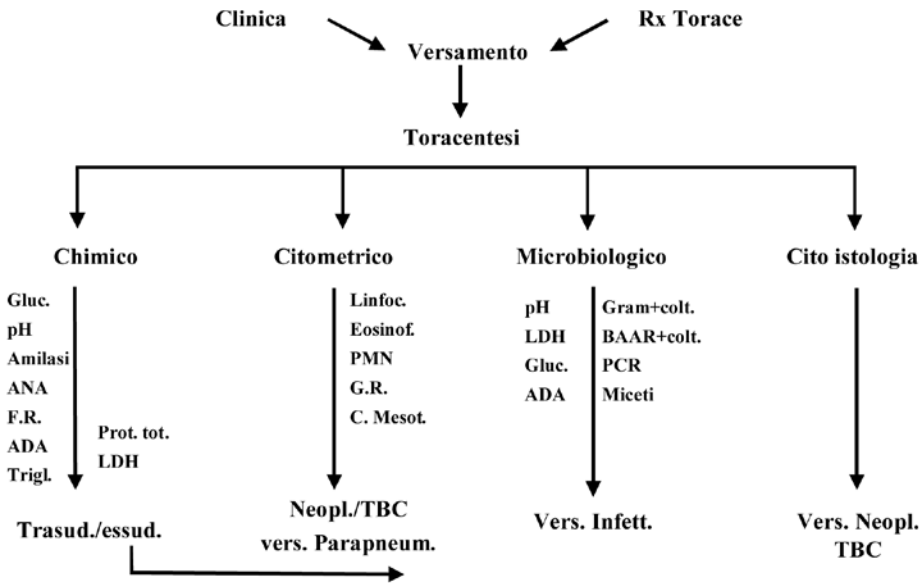 Clinica
Rx Torace
Versamento
Toracentesi
Chimico
Citometrico
Microbiologico
Cito istologia
Gluc.
pH
Amilasi
ANA
F.R.
ADA
Trigl.
Prot. tot.
LDH
Linfoc.
Eosinof.
PMN
G.R.
C. Mesot.
pH
LDH
Gluc.
ADA
Gram+colt.
BAAR+colt.
PCR
Miceti
Trasud./essud.
Neopl./TBC
vers. Parapneum.
Vers. Infett.
Vers. Neopl.
TBC